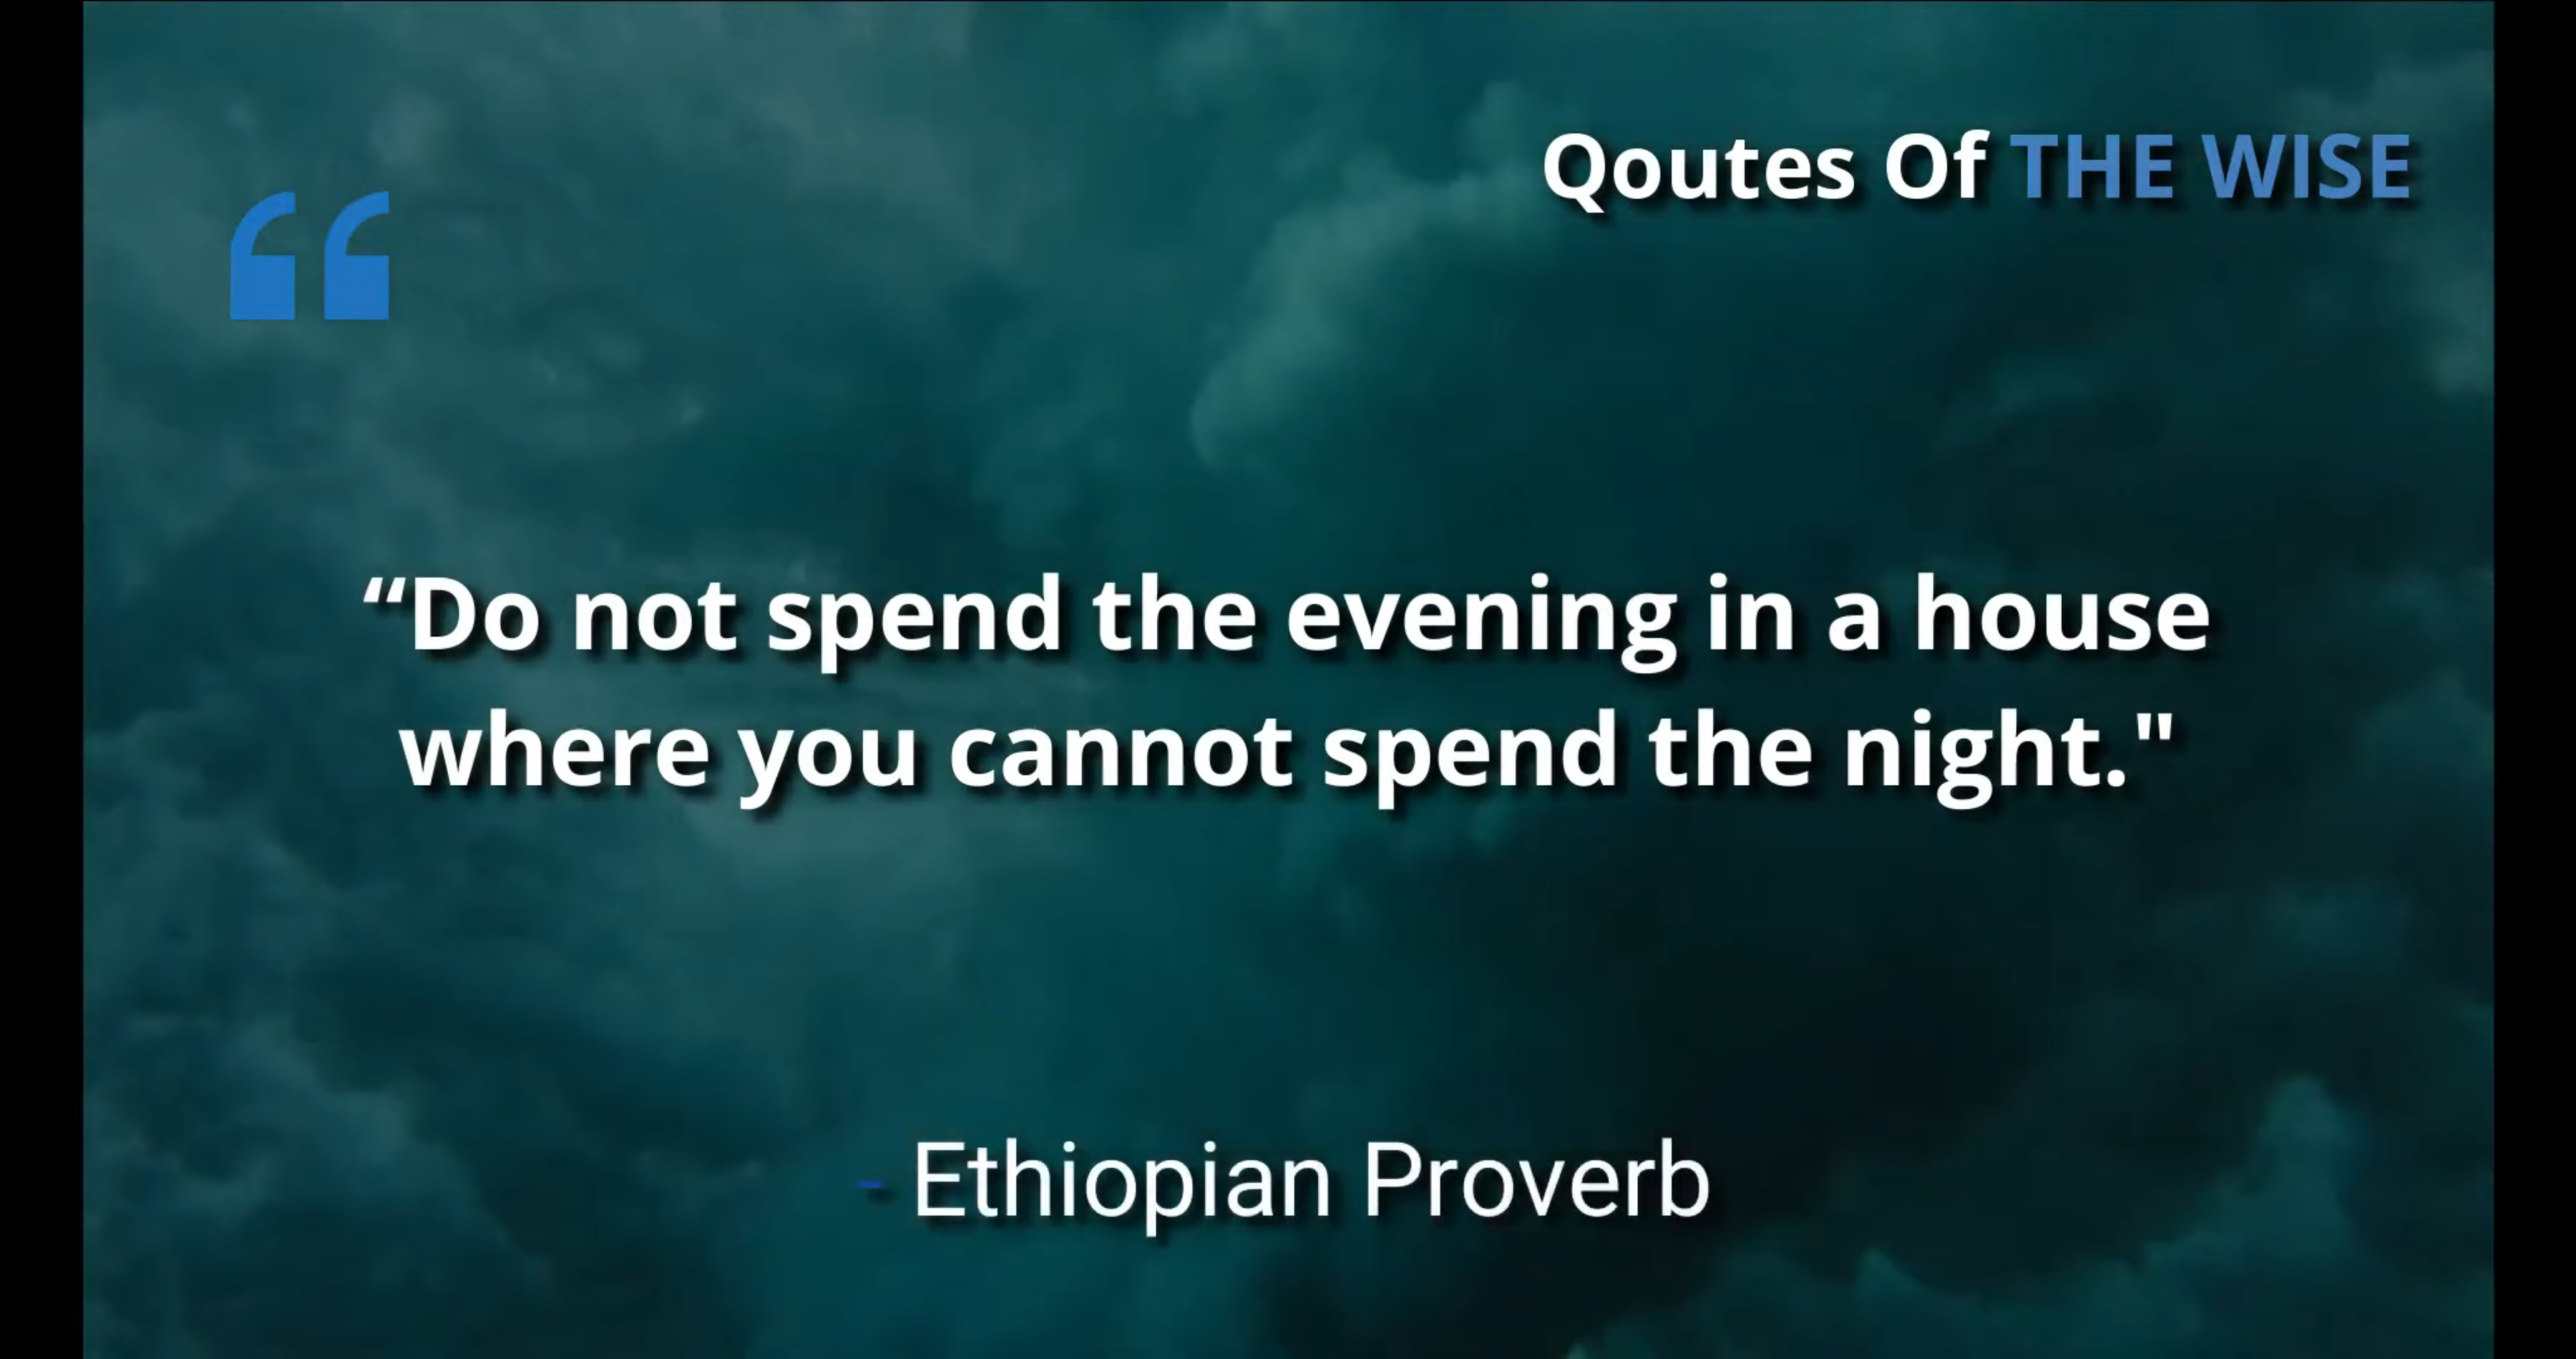 Qoutes Of THE WISE
“Do not spend the evening in a house
where you cannot spend the night."
- Ethiopian Proverb